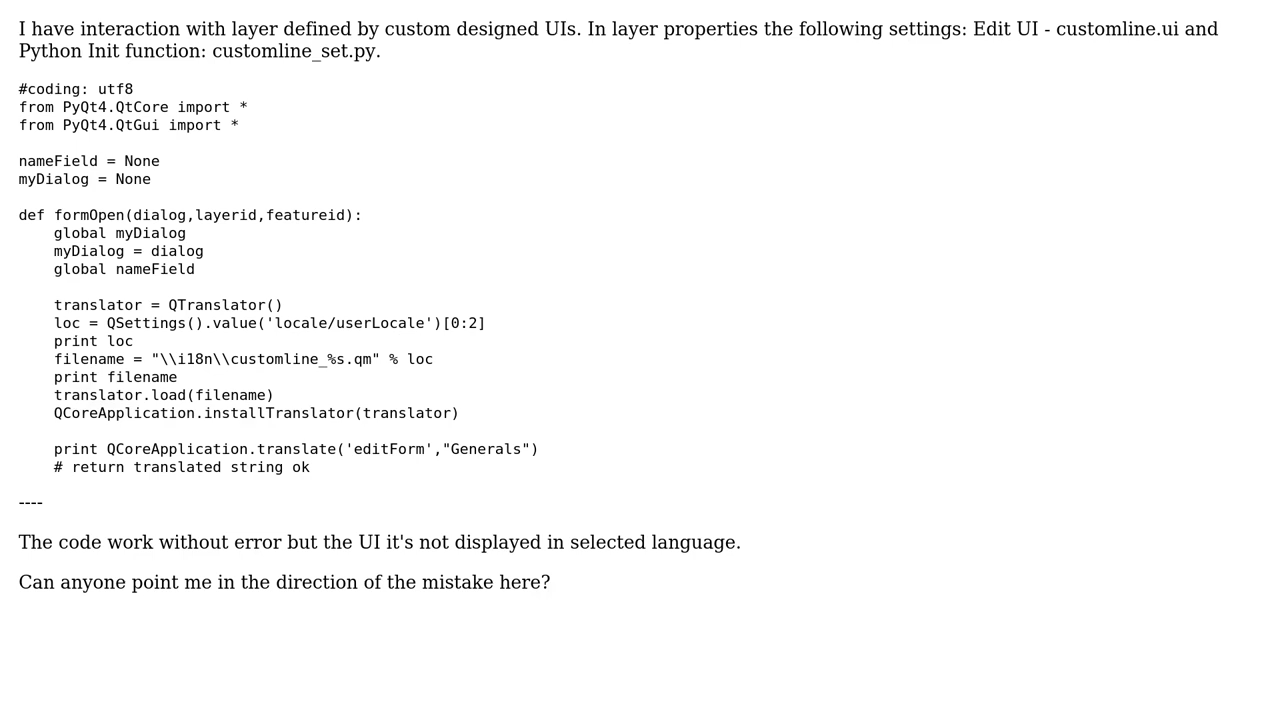 I have interaction with layer defined by custom designed UIs. In layer properties the following settings: Edit UI - customline.ui and
Python Init function: customline_set.py.
#coding: utf8
from PyQt4.QtCore import *
from PyQt4.QtGui import *
nameField = None
myDialog = None
def formOpen(dialog,layerid,featureid):
    global myDialog
    myDialog = dialog
    global nameField
    translator = QTranslator()
    loc = QSettings().value('locale/userLocale')[0:2]
    print loc
    filename = "\\i18n\\customline_%s.qm" % loc
    print filename
    translator.load(filename)
    QCoreApplication.installTranslator(translator)
    print QCoreApplication.translate('editForm',"Generals")
    # return translated string ok
----
The code work without error but the UI it's not displayed in selected language.
Can anyone point me in the direction of the mistake here?